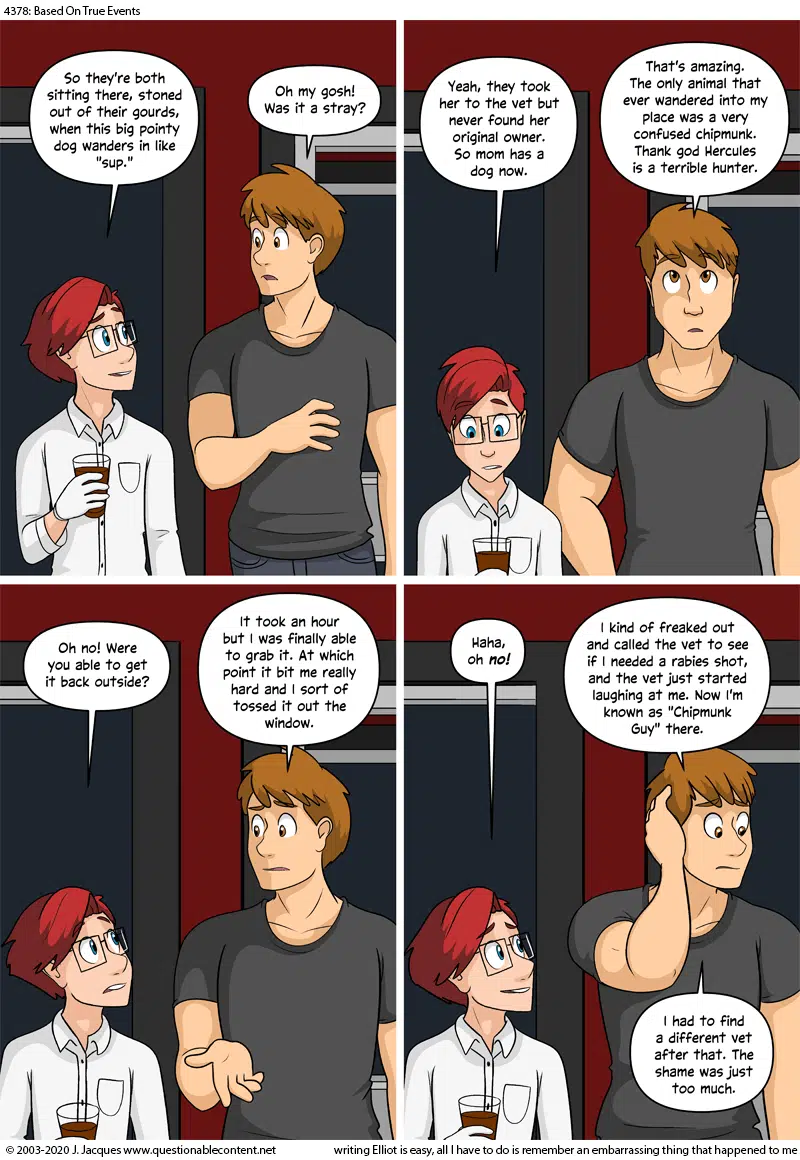 4378: Based On True Events
So they're both
sitting there, stoned
out of their gourds,
when this big pointy
dog wanders in like
"sup."
Oh my gosh!
Was it a stray?
Yeah, they took
her to the vet but
never found her
original owner.
So mom has a
dog now.
That's amazing.
The only animal that
ever wandered into my
place was a very
confused chipmunk.
Thank god Hercules
is a terrible hunter.
Oh no! Were
you able to get
it back outside?
It took an hour
but I was finally able
to grab it. At which
point it bit me really
hard and I sort of
tossed it out the
window.
Haha,
oh no!
I kind of freaked out
and called the vet to see
if I needed a rabies shot,
and the vet just started
laughing at me. Now I'm
known as "Chipmunk
Guy" there.
I had to find
a different vet
after that. The
shame was just
too much.
© 2003-2020 J. Jacques www.questionablecontent.net
writing Elliot is easy, all I have to do is remember an embarrassing thing that happened to me